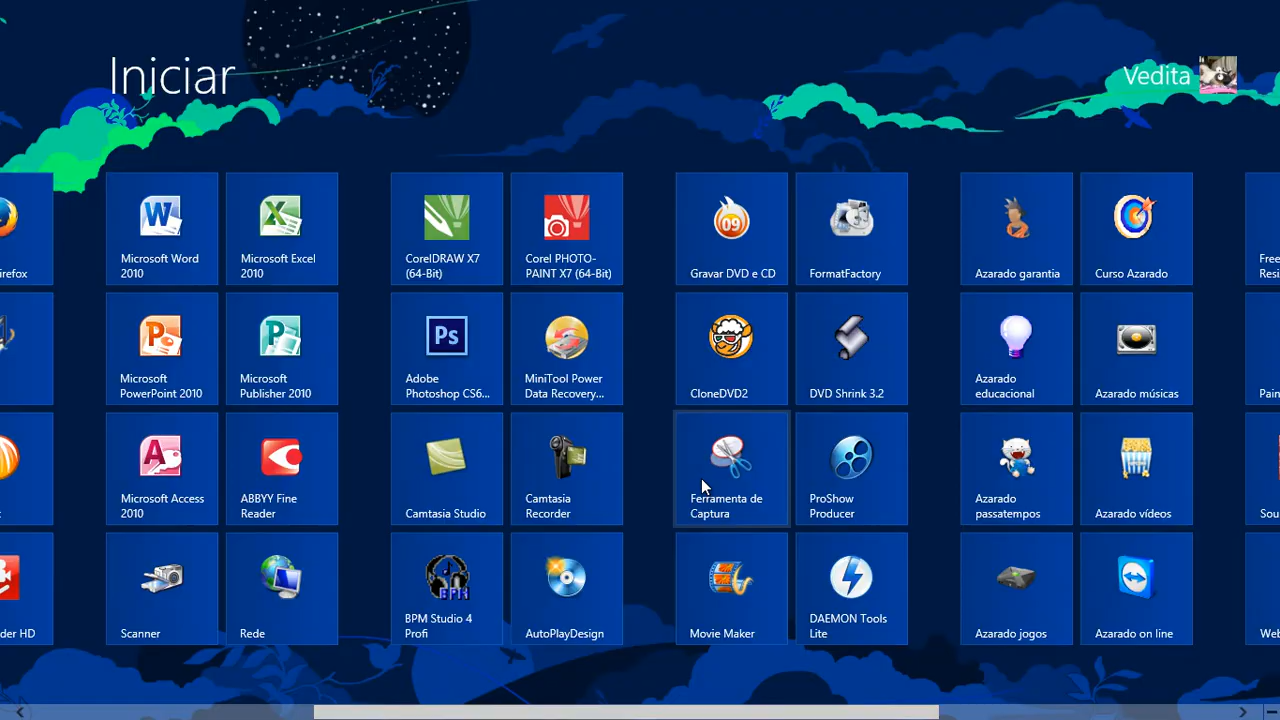 Iniciar
Vedita
irefox
Microsoft Word
2010
Microsoft Excel
2010
CorelDRAW X7
(64-Bit)
Corel PHOTO-
PAINT X7 (64-Bit)
09
Gravar DVD e CD
FormatFactory
Azarado garantia
Curso Azarado
Free
Resi
Microsoft
PowerPoint 2010
Microsoft
Publisher 2010
Ps
Adobe
Photoshop CS6...
MiniTool Power
Data Recovery...
CloneDVD2
DVD Shrink 3.2
Azarado
educacional
Azarado músicas
Pain
Microsoft Access
2010
ABBYY Fine
Reader
Camtasia Studio
Camtasia
Recorder
Ferramenta de
Captura
ProShow
Producer
Azarado
passatempos
Azarado vídeos
Sou
der HD
Scanner
Rede
BPM
BPM Studio 4
Profi
AutoPlayDesign
Movie Maker
DAEMON Tools
Lite
Azarado jogos
Azarado on line
Web